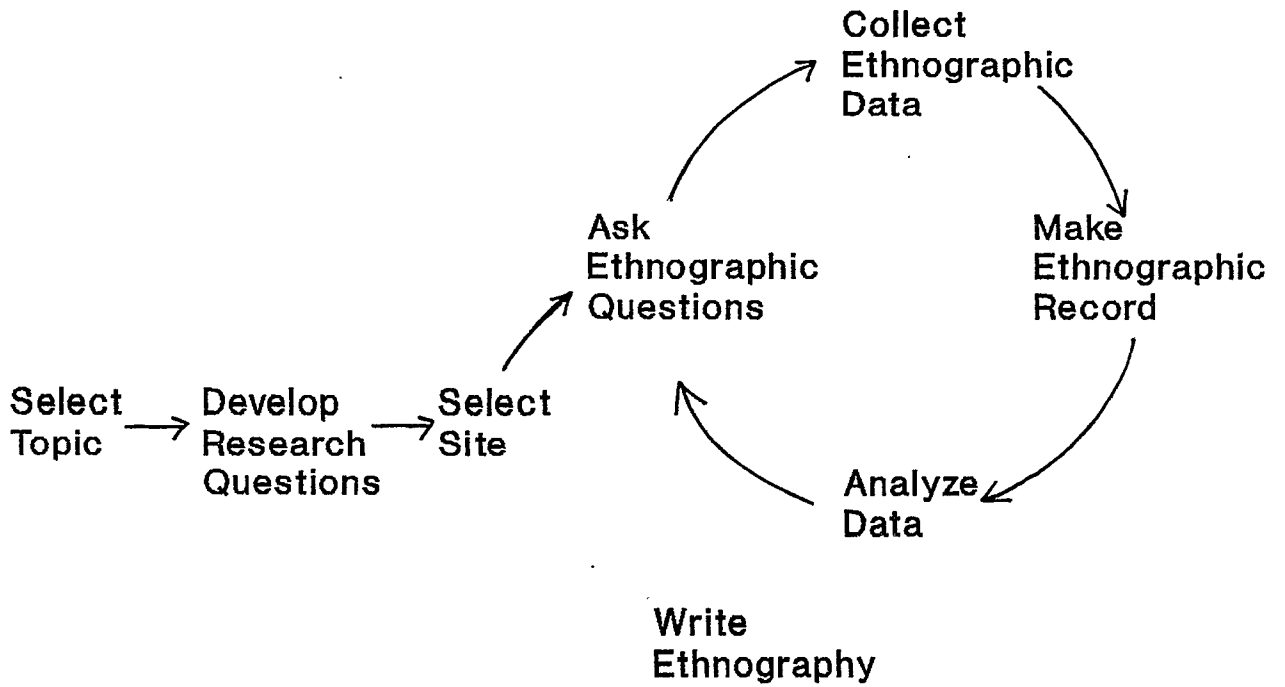 Select
Topic
Develop
Research
Questions
Select
Site
Ask
Ethnographic
Questions
Collect
Ethnographic
Data
Make
Ethnographic
Record
Analyze
Data
Write
Ethnography